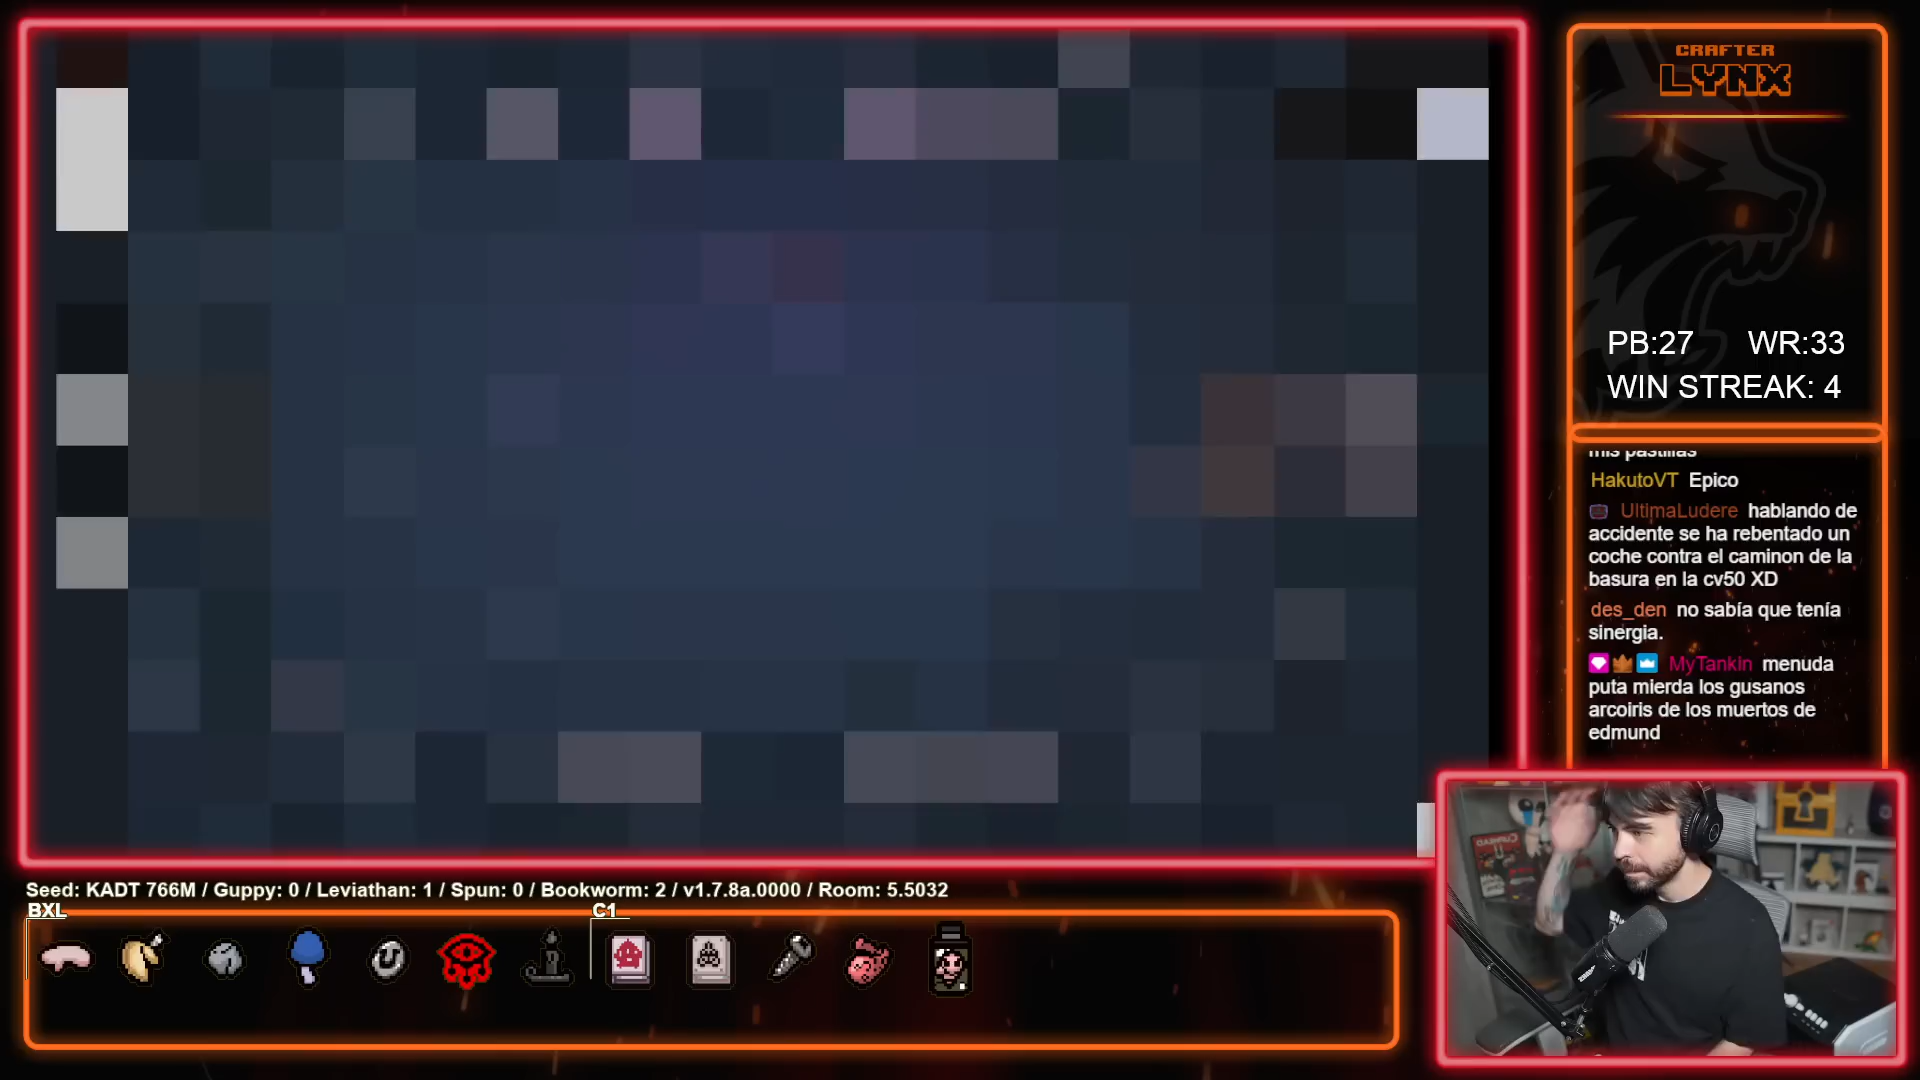 CRAFTER
LYNX
PB:27 WR:33
WIN STREAK: 4
mis pastillas
HakutoVT Epico
UltimaLudere hablando de
accidente se ha rebentado un
coche contra el caminon de la
basura en la cv50 XD
des_den no sabía que tenía
sinergia.
MyTankin menuda
puta mierda los gusanos
arcoiris de los muertos de
edmund
Seed: KADT 766M / Guppy: 0 / Leviathan: 1 / Spun: 0 / Bookworm: 2 / v1.7.8a.0000 / Room: 5.5032
BXL C1